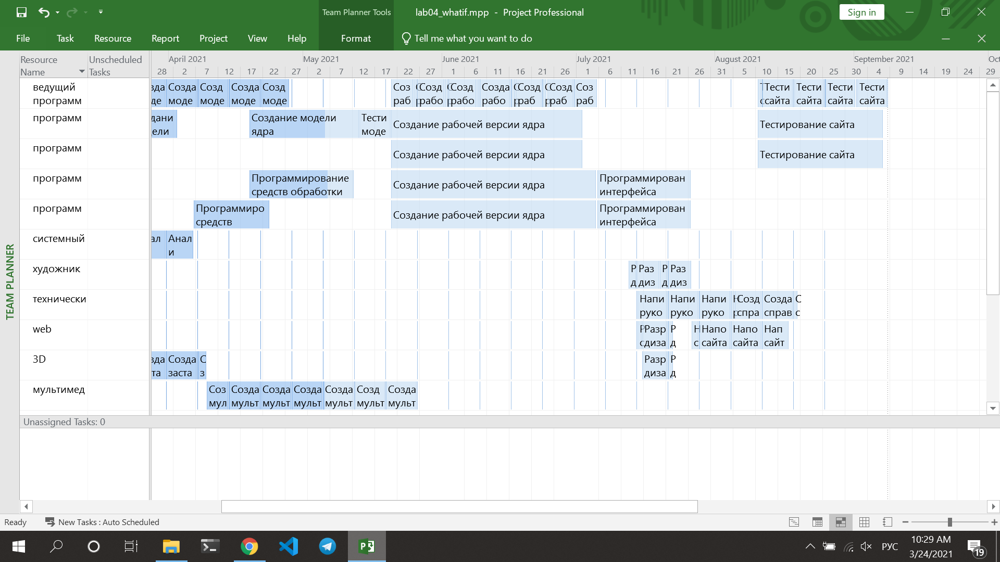 Team Planner Tools
lab04_whatif.mpp - Project Professional
Sign in
File Task Resource Report Project View Help Format Tell me what you want to do
Resource Name
Unscheduled Tasks
April 2021 May 2021 June 2021 July 2021 August 2021 September 2021 Oct
28 2 7 12 17 22 27 2 7 12 17 22 27 1 6 11 16 21 26 1 6 11 16 21 26 31 5 10 15 20 25 30 4 9 14 19 24 29
ведущий Созда Созд Созда Созд Соз Созд Созд Созда Созд Созд Соз Тести Тести Тести Тести
программ моде моде моде моде раб рабо рабо рабо раб раб раб сайта сайта сайта сайта
программ
Создание модели
ядра
Тести
моде
Создание рабочей версии ядра
Тестирование сайта
программ
Создание рабочей версии ядра
Тестирование сайта
программ
Программирование
средств обработки
Создание рабочей версии ядра
Программирован
интерфейса
программ
Программиро
средств
Создание рабочей версии ядра
Программирован
интерфейса
системный
ал Анал
и
художник
Р Раз Р Раз
д диз д диз
технически
Напи Напи Напи Созд Созда С
руко руко руко спра справ с
web
Разр Р Н Напо Напо Нап
диза д с сайта сайта сайт
3D
зда Созда С Разр Р
та заста з диза д
мультимед
Соз Созда Созда Созда Созда Созд Созда
мул мульт мульт мульт мульт мульт мульт
TEAM PLANNER
Unassigned Tasks: 0
Ready New Tasks : Auto Scheduled
РУС
10:29 AM
3/24/2021
19